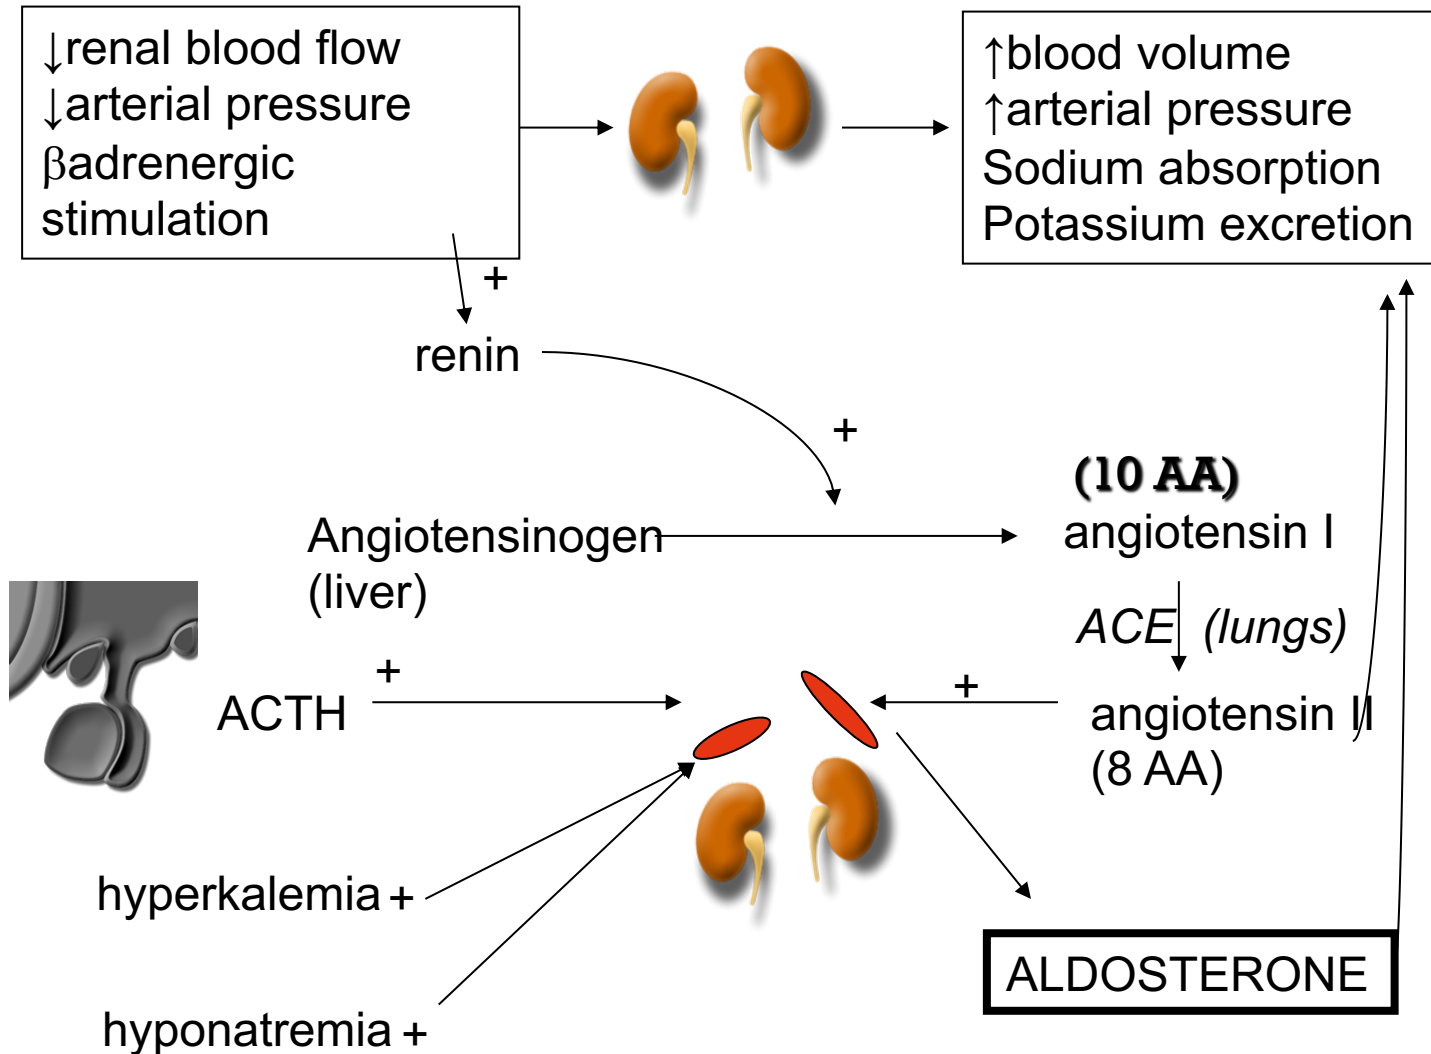 ↓renal blood flow
↓arterial pressure
βadrenergic
stimulation
↑blood volume
↑arterial pressure
Sodium absorption
Potassium excretion
+
renin
+
(10 AA)
Angiotensinogen
(liver)
angiotensin I
ACE (lungs)
+
ACTH
+
angiotensin II
(8 AA)
hyperkalemia +
ALDOSTERONE
hyponatremia +